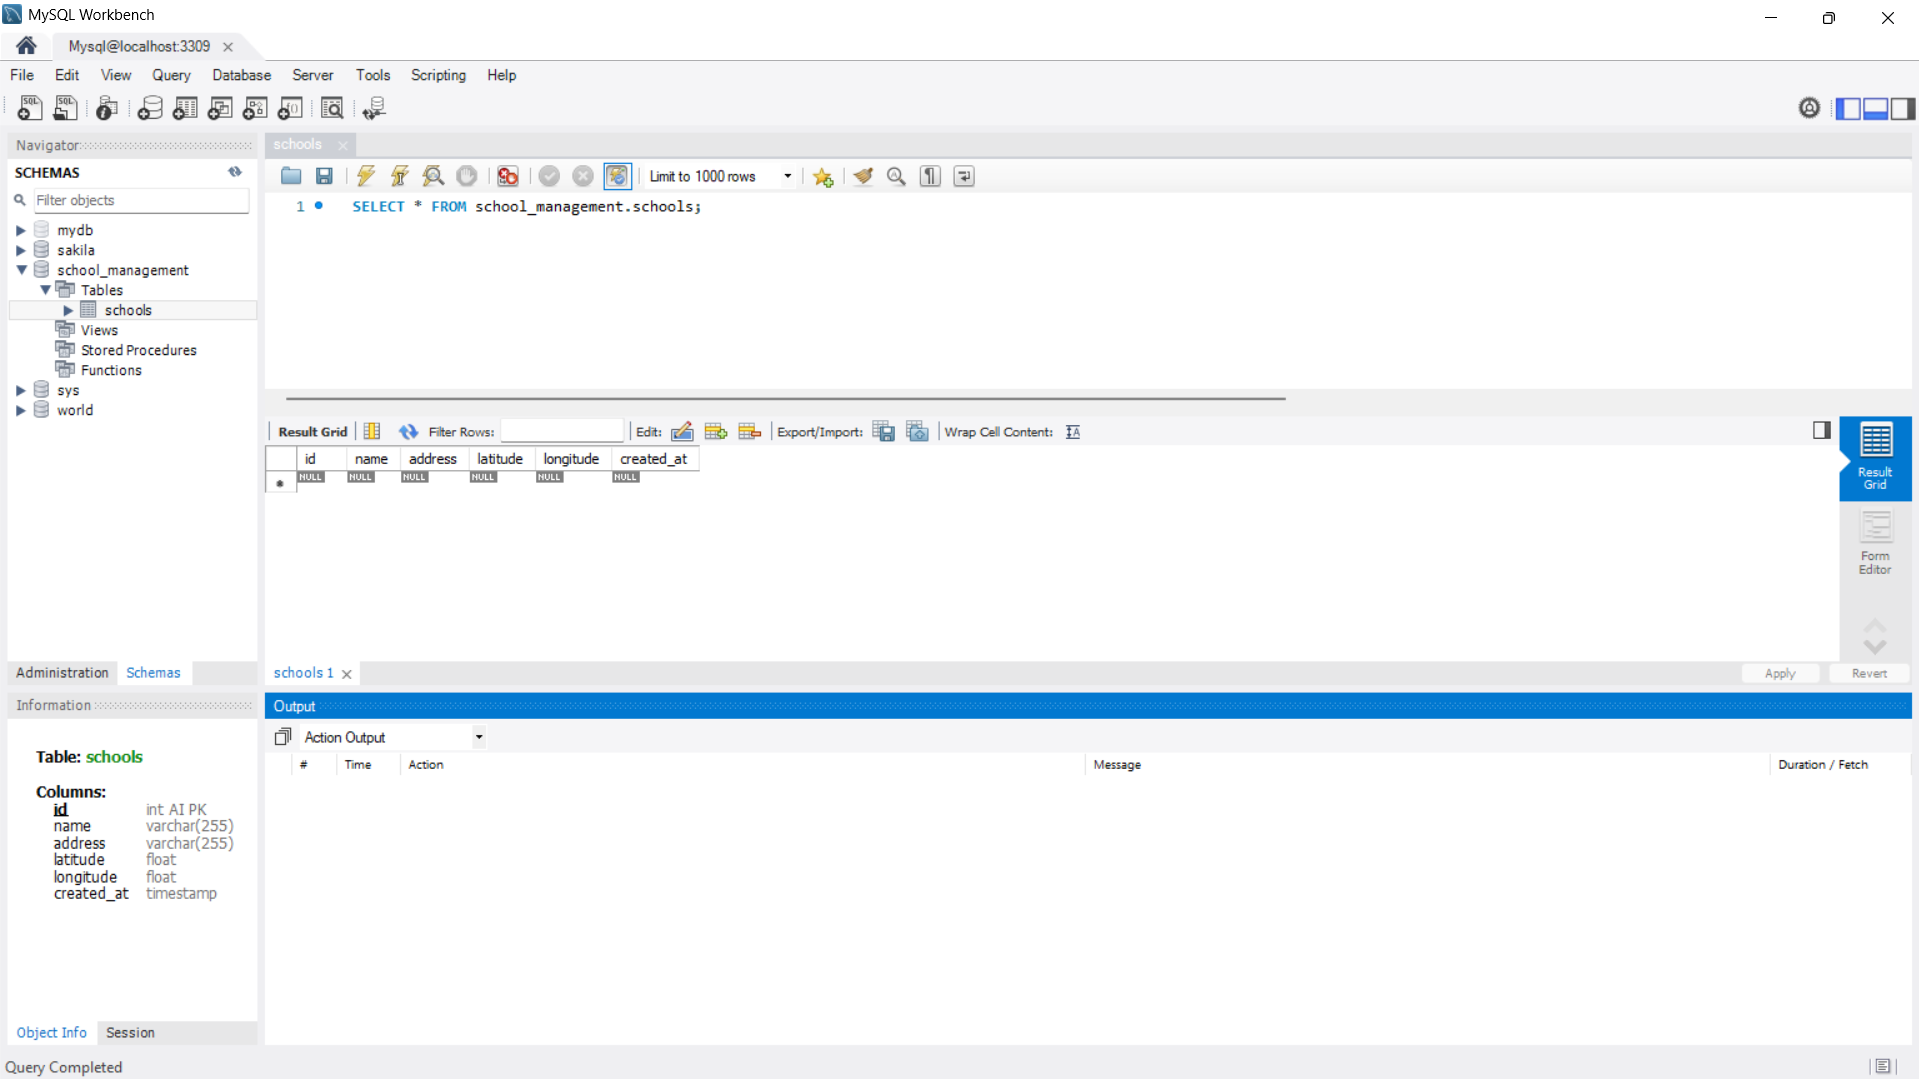 MySQL Workbench
Mysql@localhost:3309
File Edit View Query Database Server Tools Scripting Help
Navigator
SCHEMAS
Filter objects
mydb
sakila
school_management
Tables
schools
Views
Stored Procedures
Functions
sys
world
Administration Schemas
Information
Table: schools
Columns:
id int AI PK
name varchar(255)
address varchar(255)
latitude float
longitude float
created_at timestamp
Object Info Session
schools
Limit to 1000 rows
1 SELECT * FROM school_management.schools;
Result Grid Filter Rows: Edit: Export/Import: Wrap Cell Content:
id name address latitude longitude created_at
NULL NULL NULL NULL NULL NULL
Result
Grid
Form
Editor
schools 1
Apply Revert
Output
Action Output
# Time Action Message Duration / Fetch
Query Completed